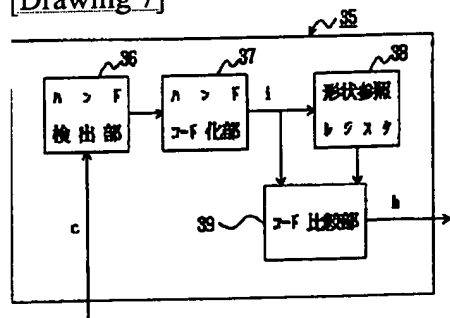 [Drawing 7]
35
36
37
38
ハンド
検出部
ハンド
コード化部
i
形状参照
レジスタ
c
39
コード比較部
h